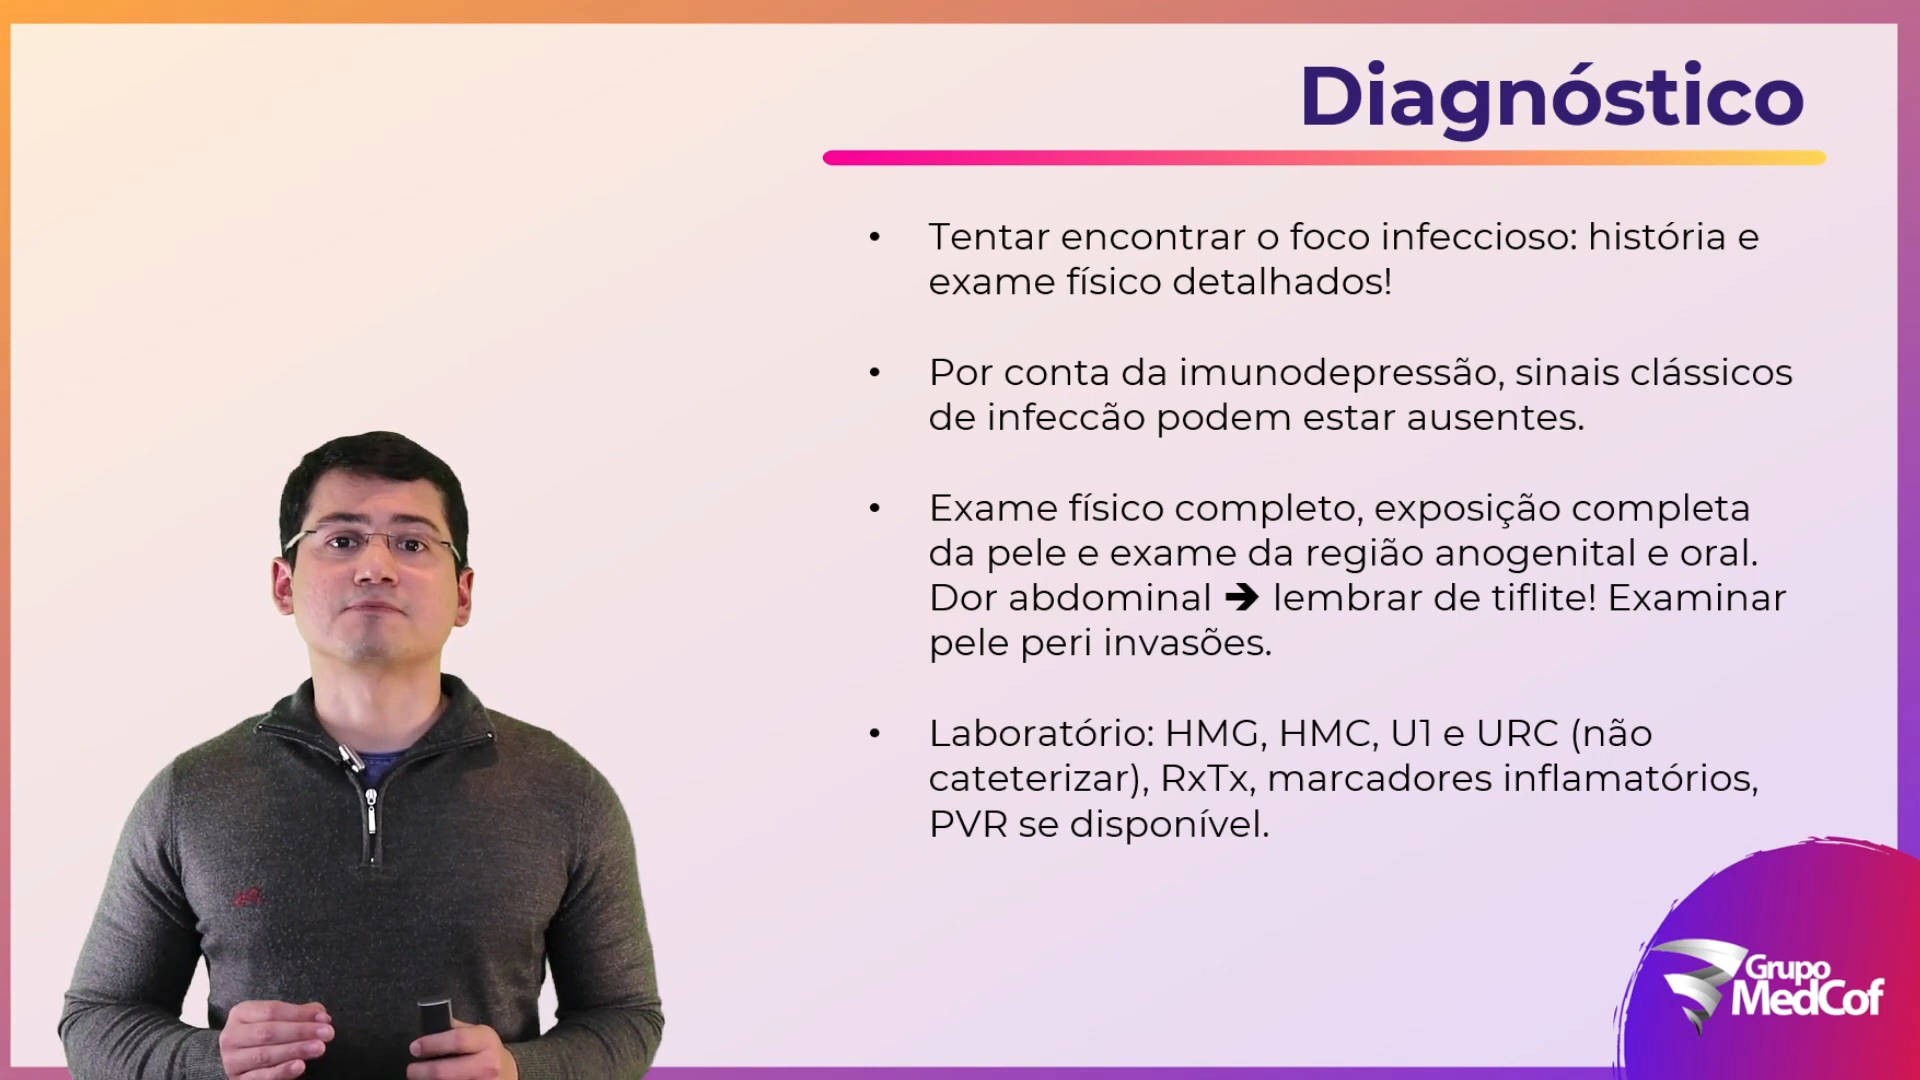 Diagnóstico
• Tentar encontrar o foco infeccioso: história e
exame físico detalhados!
• Por conta da imunodepressão, sinais clássicos
de infeccão podem estar ausentes.
• Exame físico completo, exposição completa
da pele e exame da região anogenital e oral.
Dor abdominal → lembrar de tiflite! Examinar
pele peri invasões.
• Laboratório: HMG, HMC, U1 e URC (não
cateterizar), RxTx, marcadores inflamatórios,
PVR se disponível.
Grupo
MedCof